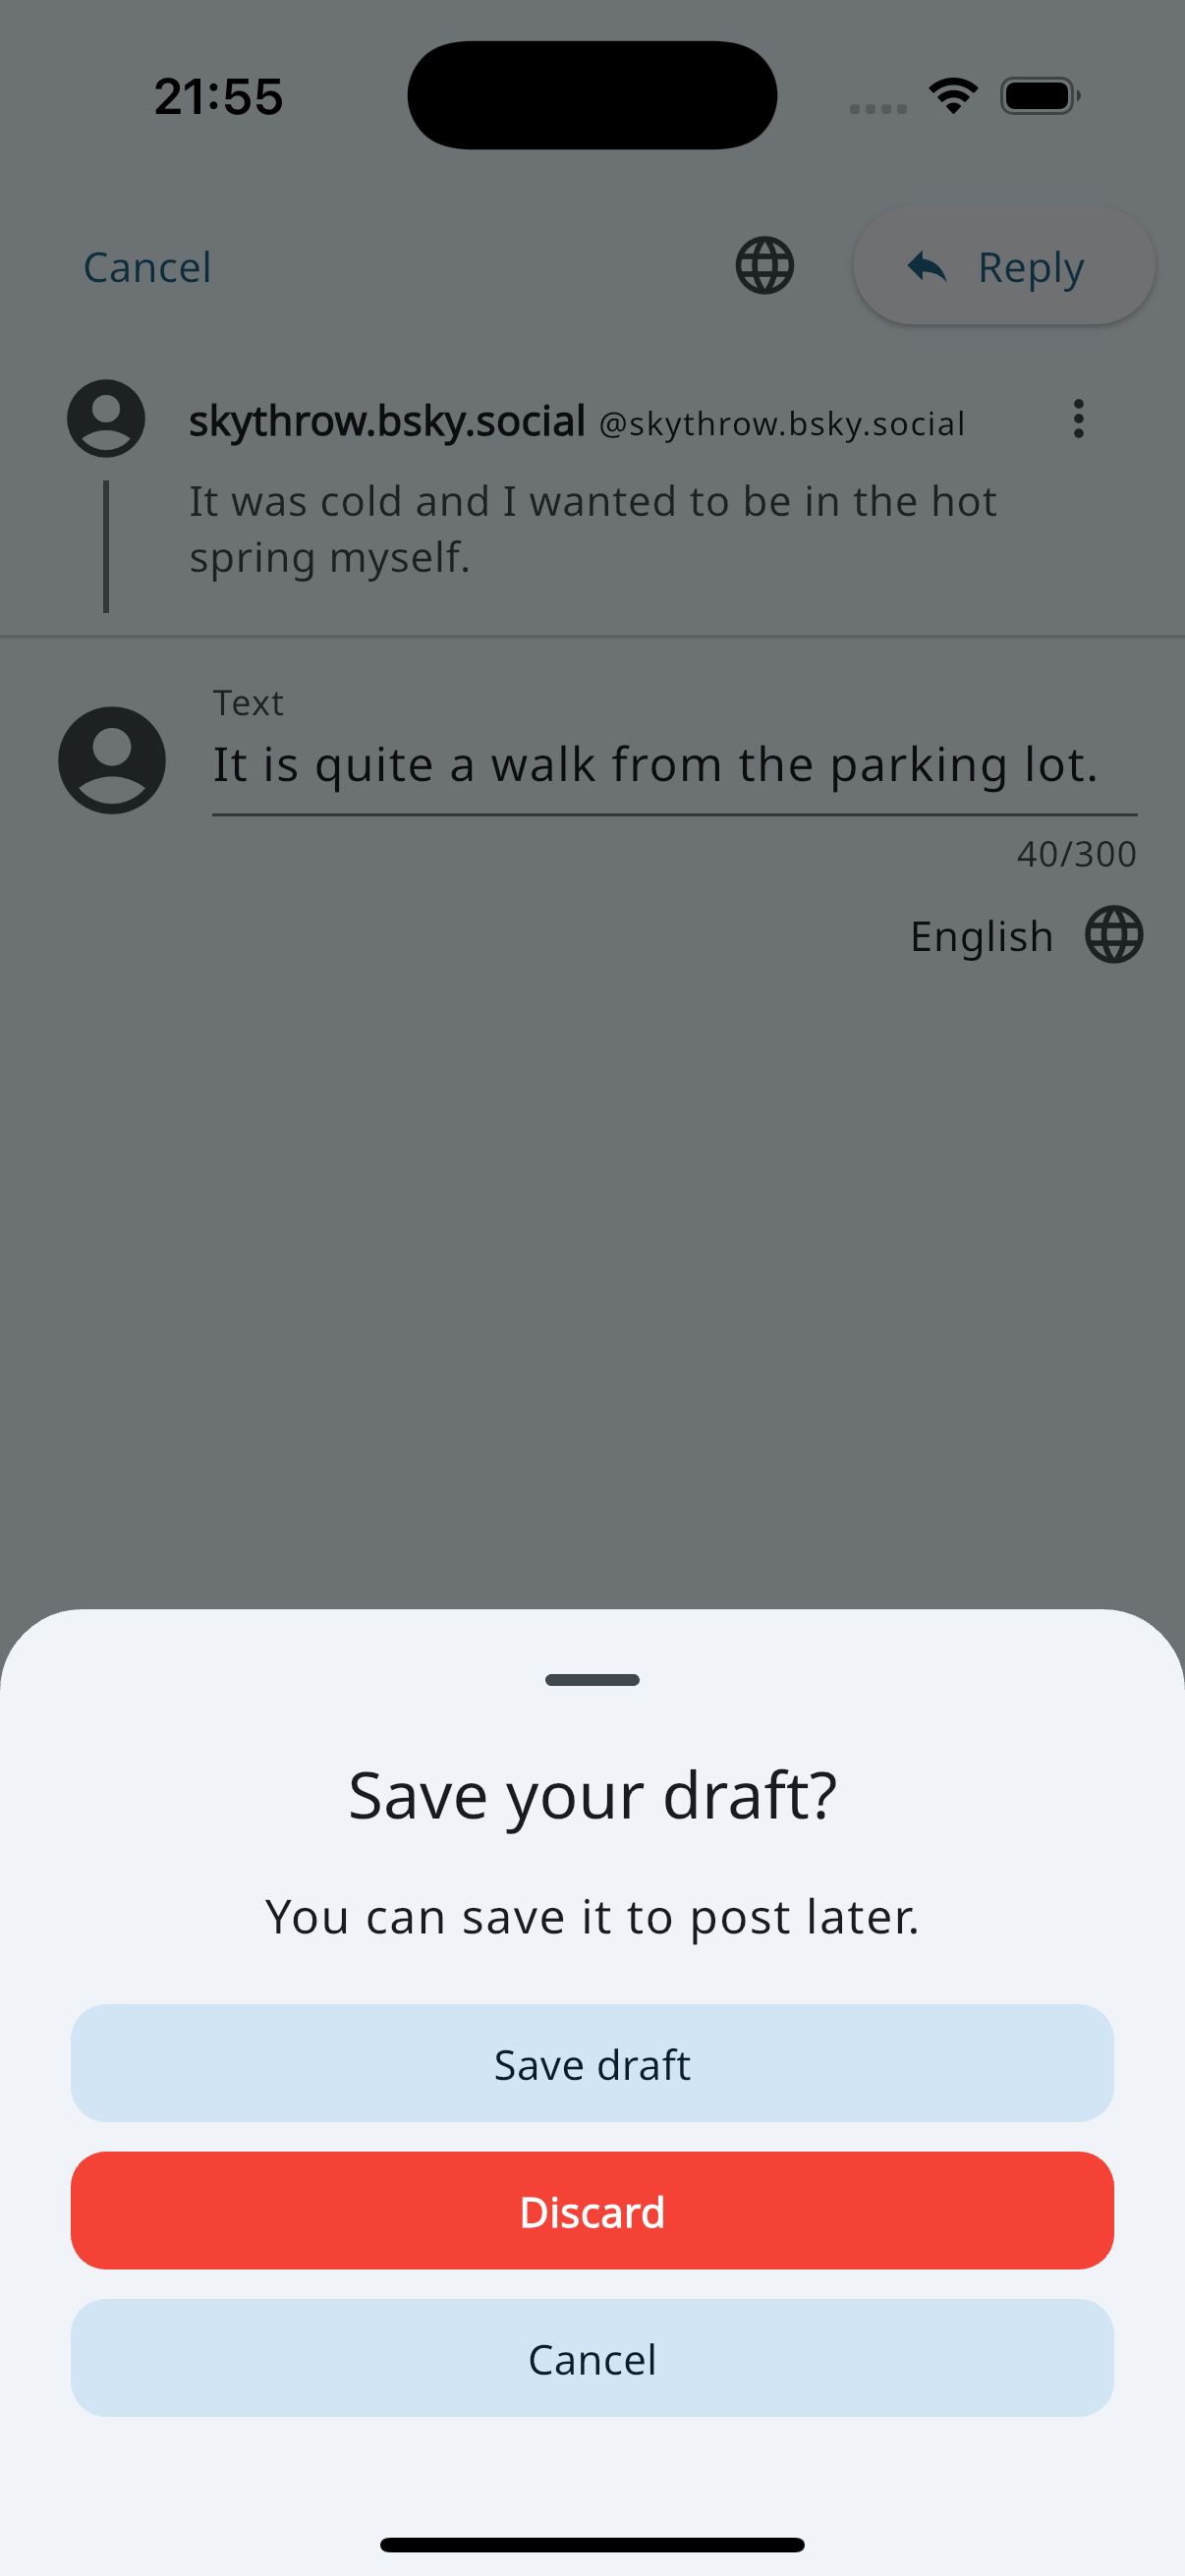 21:55
Cancel
Reply
skythrow.bsky.social @skythrow.bsky.social
It was cold and I wanted to be in the hot
spring myself.
Text
It is quite a walk from the parking lot.
40/300
English
Save your draft?
You can save it to post later.
Save draft
Discard
Cancel